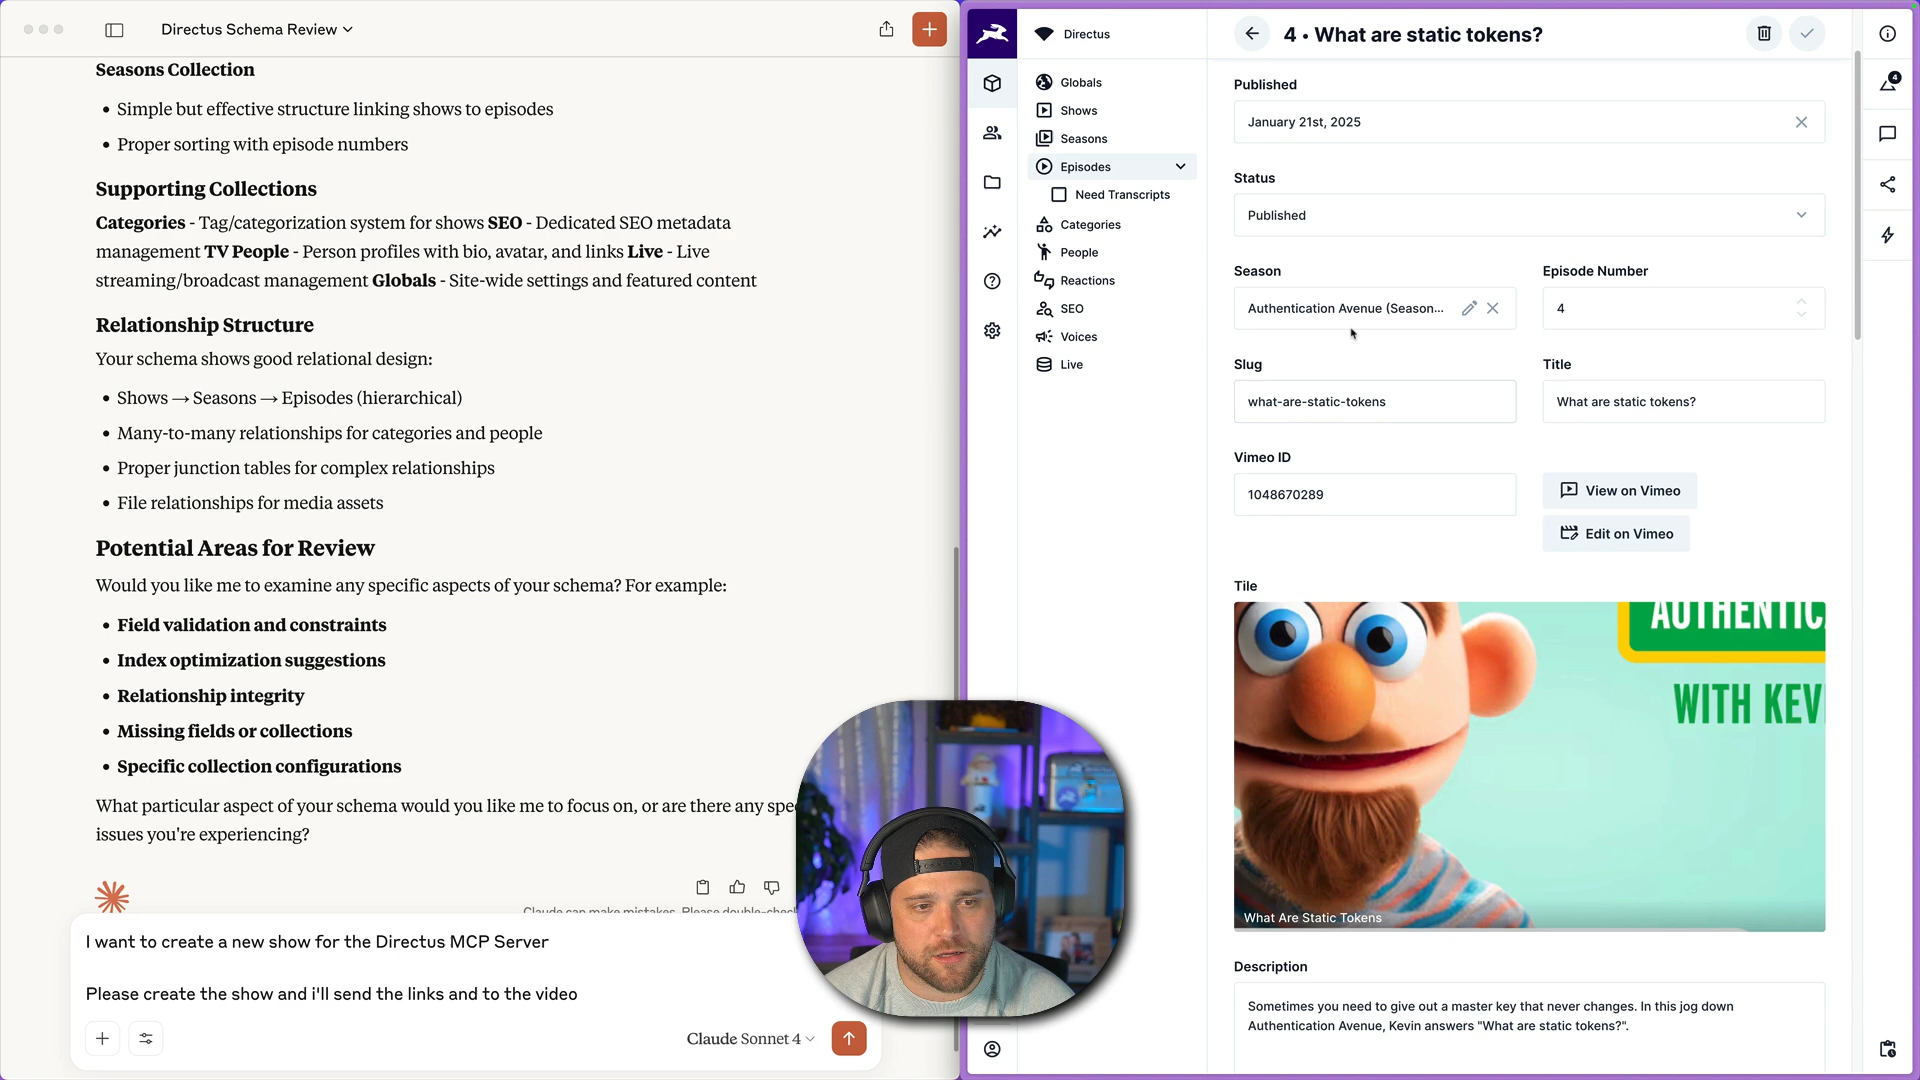 Directus Schema Review
Seasons Collection
• Simple but effective structure linking shows to episodes
• Proper sorting with episode numbers
Supporting Collections
Categories - Tag/categorization system for shows SEO - Dedicated SEO metadata
management TV People - Person profiles with bio, avatar, and links Live - Live
streaming/broadcast management Globals - Site-wide settings and featured content
Relationship Structure
Your schema shows good relational design:
• Shows → Seasons → Episodes (hierarchical)
• Many-to-many relationships for categories and people
• Proper junction tables for complex relationships
• File relationships for media assets
Potential Areas for Review
Would you like me to examine any specific aspects of your schema? For example:
• Field validation and constraints
• Index optimization suggestions
• Relationship integrity
• Missing fields or collections
• Specific collection configurations
What particular aspect of your schema would you like me to focus on, or are there any
issues you're experiencing?
Claude can make mistakes. Please
I want to create a new show for the Directus MCP Server
Please create the show and i'll send the links and to the video
Claude Sonnet 4
Directus
Globals
Shows
Seasons
Episodes
Need Transcripts
Categories
People
Reactions
SEO
Voices
Live
4 • What are static tokens?
4
Published
January 21st, 2025
Status
Published
Season
Episode Number
Authentication Avenue (Season...
4
Slug
Title
what-are-static-tokens
What are static tokens?
Vimeo ID
1048670289
View on Vimeo
Edit on Vimeo
Tile
WITH
What Are Static Tokens
Description
Sometimes you need to give out a master key that never changes. In this jog down
Authentication Avenue, Kevin answers "What are static tokens?".